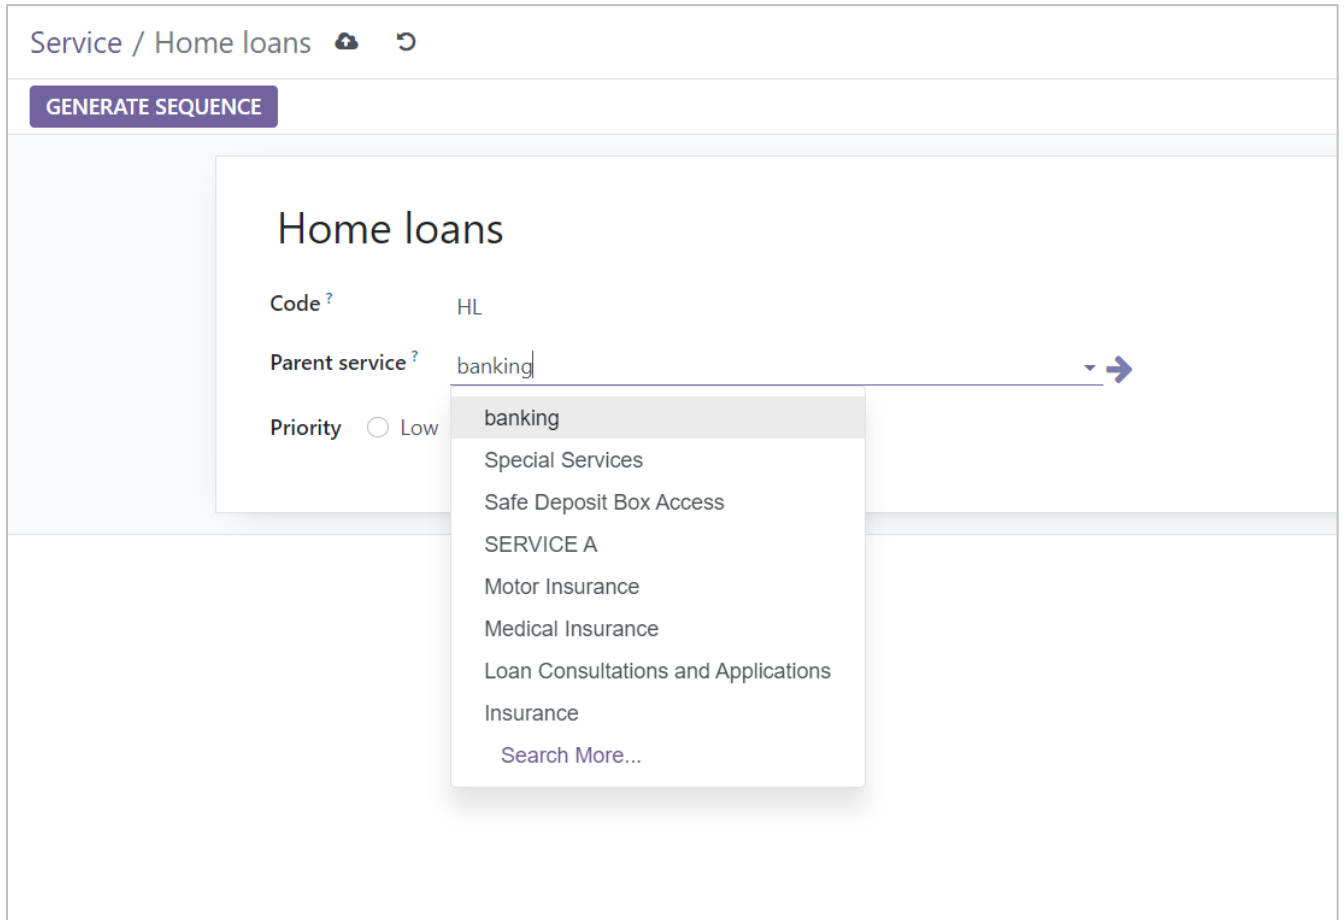 Service / Home loans
GENERATE SEQUENCE
Home loans
Code ? HL
Parent service ? banking
Priority Low
banking
Special Services
Safe Deposit Box Access
SERVICE A
Motor Insurance
Medical Insurance
Loan Consultations and Applications
Insurance
Search More...